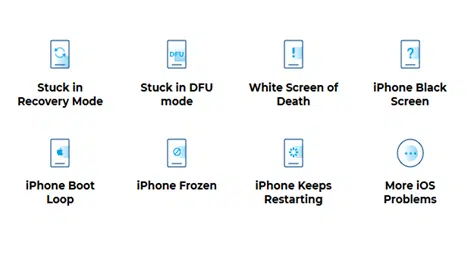 DFU
!
?
Stuck in
Recovery Mode
Stuck in DFU
mode
White Screen of
Death
iPhone Black
Screen
iPhone Boot
Loop
iPhone Frozen
iPhone Keeps
Restarting
More iOS
Problems